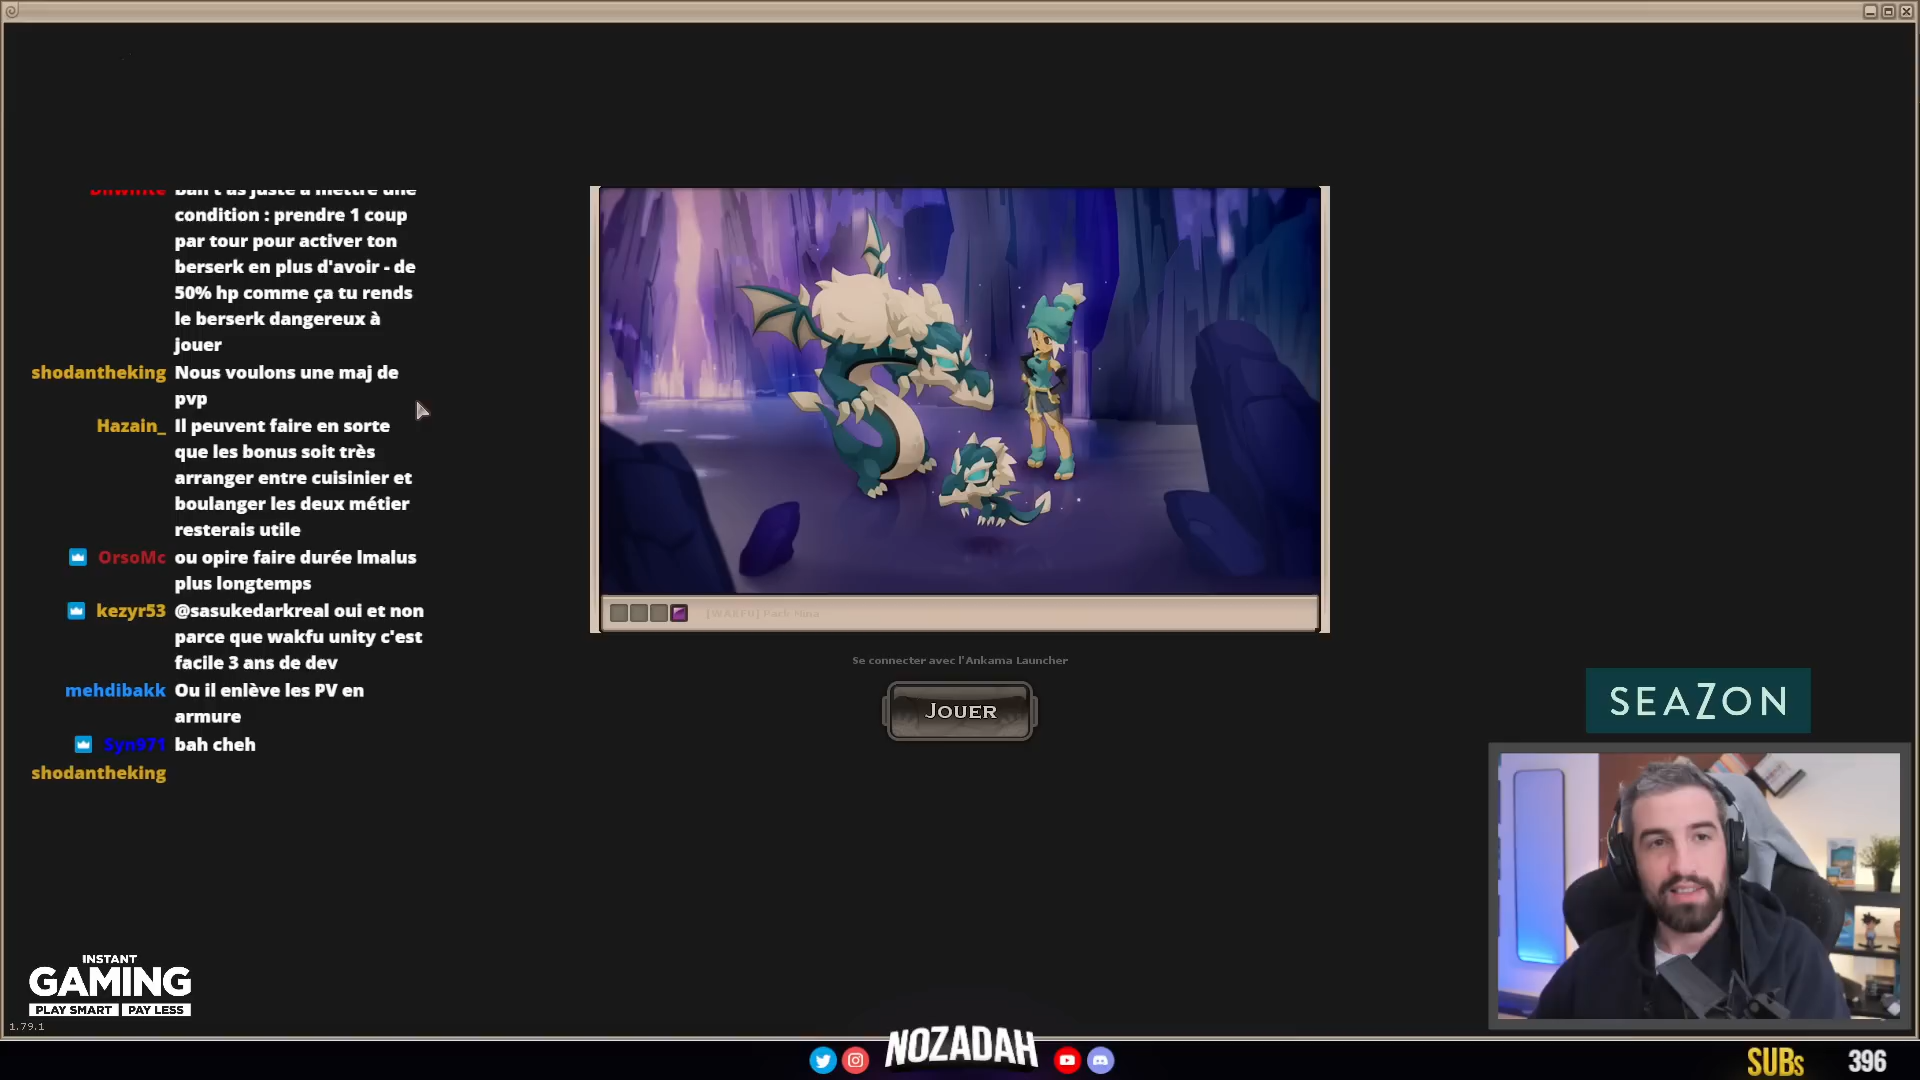 condition : prendre 1 coup
par tour pour activer ton
berserk en plus d'avoir - de
50% hp comme ça tu rends
le berserk dangereux à
jouer
shodantheking Nous voulons une maj de
pvp
Hazain_ Il peuvent faire en sorte
que les bonus soit très
arranger entre cuisinier et
boulanger les deux métier
resterais utile
OrsoMc ou opire faire durée lmalus
plus longtemps
kezyr53 @sasukedarkreal oui et non
parce que wakfu unity c'est
facile 3 ans de dev
mehdibakk Ou il enlève les PV en
armure
Syn971 bah cheh
shodantheking
[WAKFU] Pack Nina
Se connecter avec l'Ankama Launcher
JOUER
SEAZON
INSTANT
GAMING
PLAY SMART PAY LESS
1.79.1
NOZADAH
SUBs 396